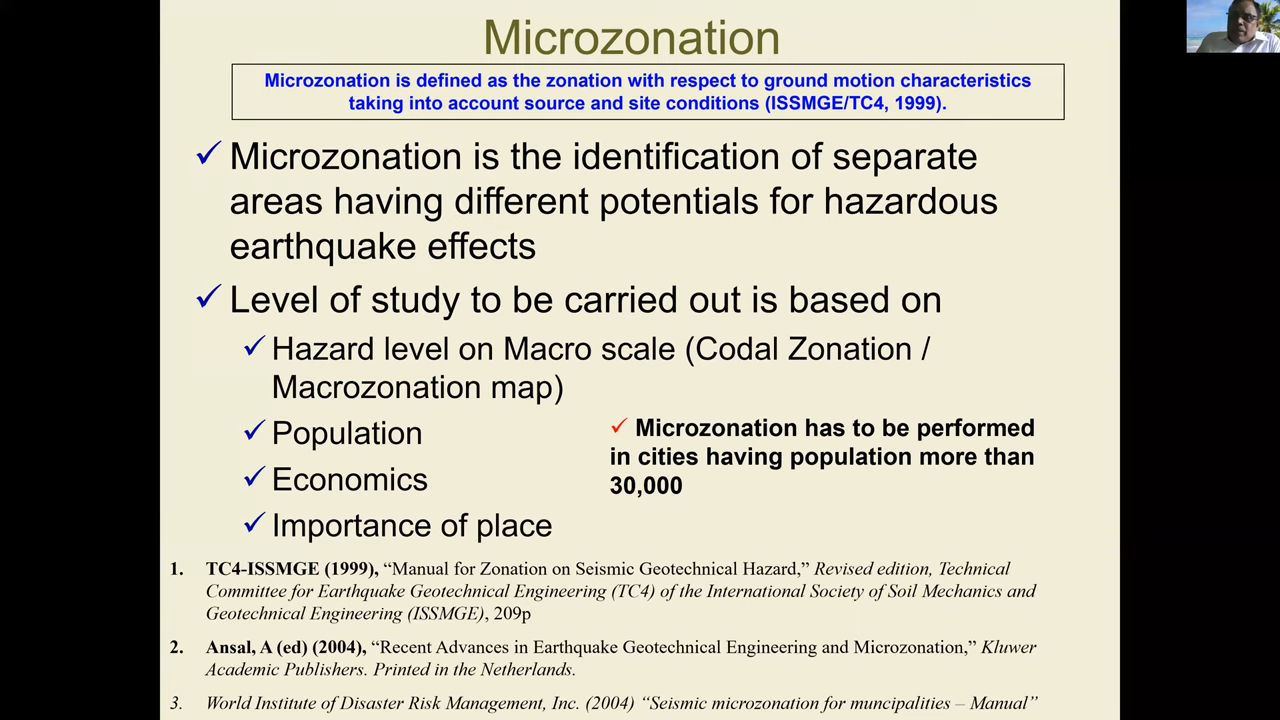 Microzonation
Microzonation is defined as the zonation with respect to ground motion characteristics
taking into account source and site conditions (ISSMGE/TC4, 1999).
✓ Microzonation is the identification of separate
areas having different potentials for hazardous
earthquake effects
✓ Level of study to be carried out is based on
✓ Hazard level on Macro scale (Codal Zonation /
Macrozonation map)
✓ Population
✓ Economics
✓ Importance of place
✓ Microzonation has to be performed
in cities having population more than
30,000
1. TC4-ISSMGE (1999), “Manual for Zonation on Seismic Geotechnical Hazard,” Revised edition, Technical
Committee for Earthquake Geotechnical Engineering (TC4) of the International Society of Soil Mechanics and
Geotechnical Engineering (ISSMGE), 209p
2. Ansal, A (ed) (2004), “Recent Advances in Earthquake Geotechnical Engineering and Microzonation,” Kluwer
Academic Publishers. Printed in the Netherlands.
3. World Institute of Disaster Risk Management, Inc. (2004) “Seismic microzonation for muncipalities – Manual”